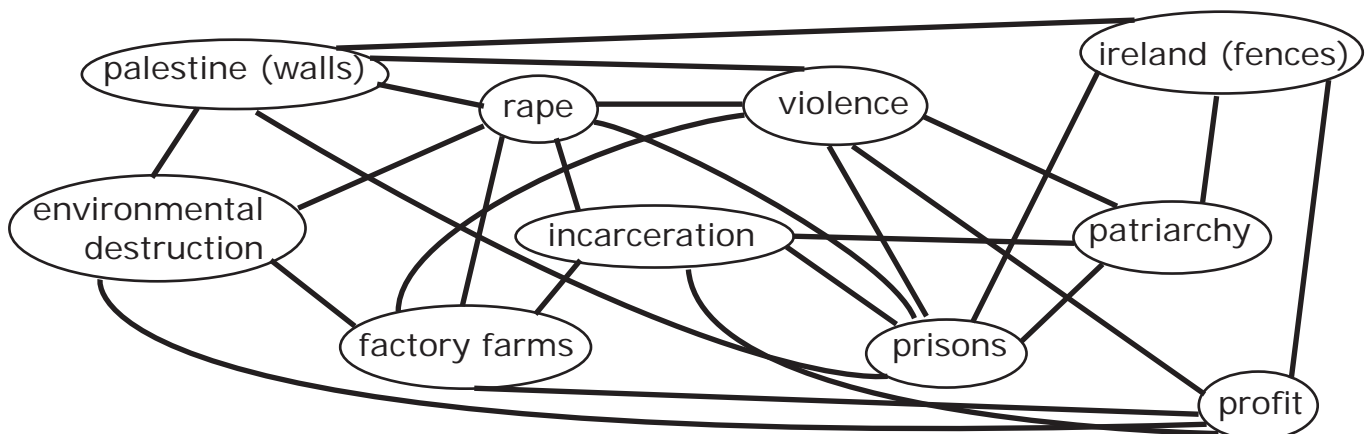 ireland (fences)
palestine (walls)
rape
violence
environmental
destruction
incarceration
patriarchy
factory farms
prisons
profit